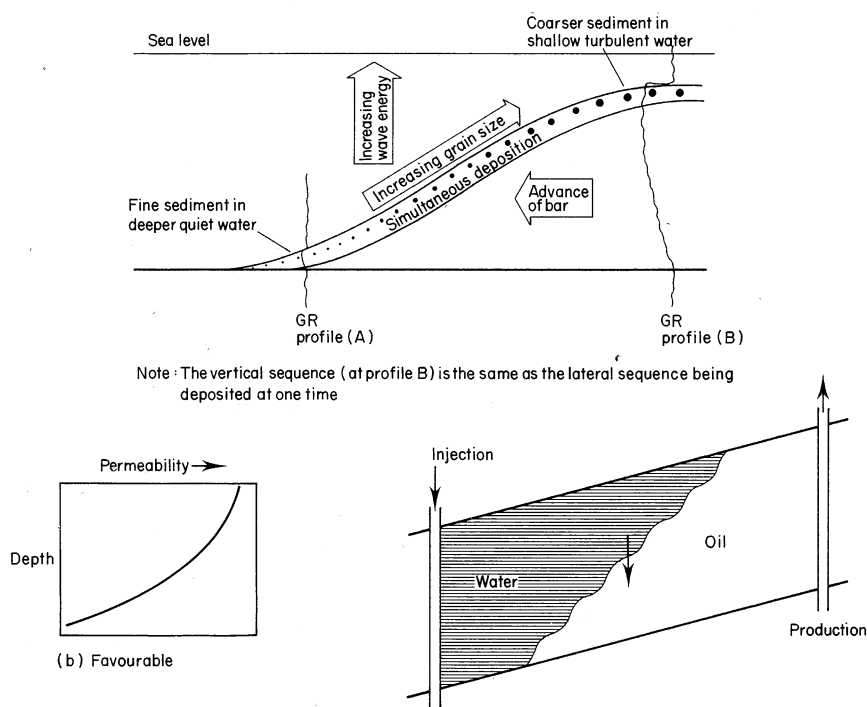 Sea level
Coarser sediment in
shallow turbulent water
Increasing
wave energy
Increasing grain size
Simultaneous deposition
Advance
of bar
Fine sediment in
deeper quiet water
GR
profile (A)
GR
profile (B)
Note : The vertical sequence (at profile B) is the same as the lateral sequence being
deposited at one time
Permeability
Depth
(b) Favourable
Injection
Water
Oil
Production